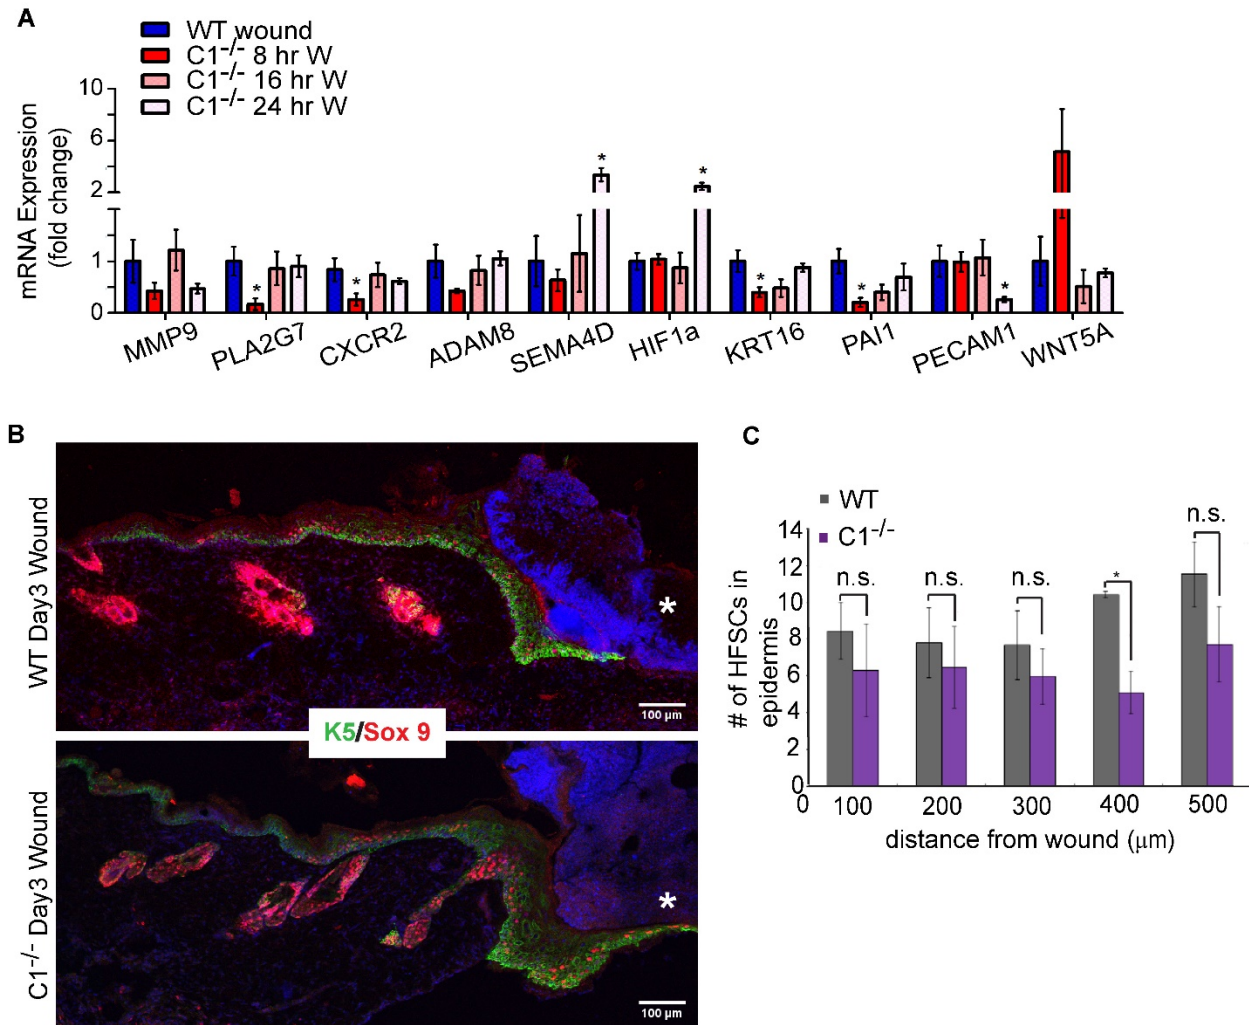 A
WT wound
C1-/- 8 hr W
C1-/- 16 hr W
C1-/- 24 hr W
mRNA Expression
(fold change)
10
6
2
1
0
* * * * * * *
MMP9 PLA2G7 CXCR2 ADAM8 SEMA4D HIF1a KRT16 PAI1 PECAM1 WNT5A
B
WT Day3 Wound
*
100 µm
K5/Sox 9
C1-/- Day3 Wound
*
100 µm
C
WT
C1-/-
# of HFSCs in
epidermis
14
12
10
8
6
4
2
0
n.s. n.s. n.s. * n.s.
0 100 200 300 400 500
distance from wound (µm)